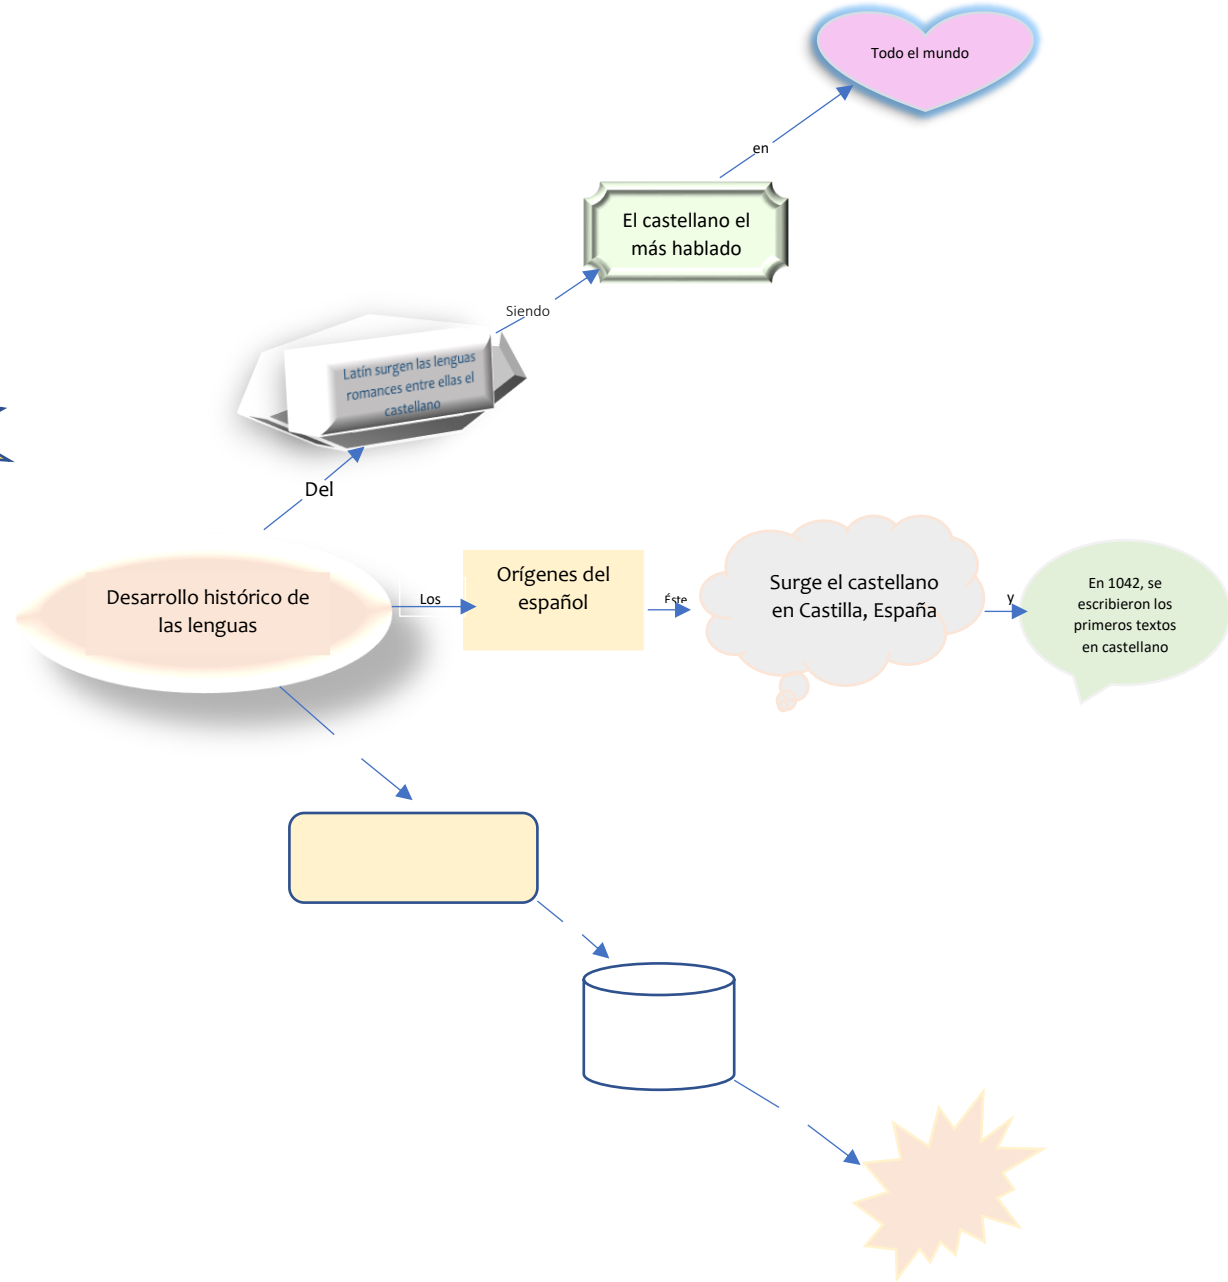 Todo el mundo
en
El castellano el
más hablado
Siendo
Latín surgen las lenguas
romances entre ellas el
castellano
Del
Desarrollo histórico de
las lenguas
Los
Orígenes del
español
Éste
Surge el castellano
en Castilla, España
y
En 1042, se
escribieron los
primeros textos
en castellano